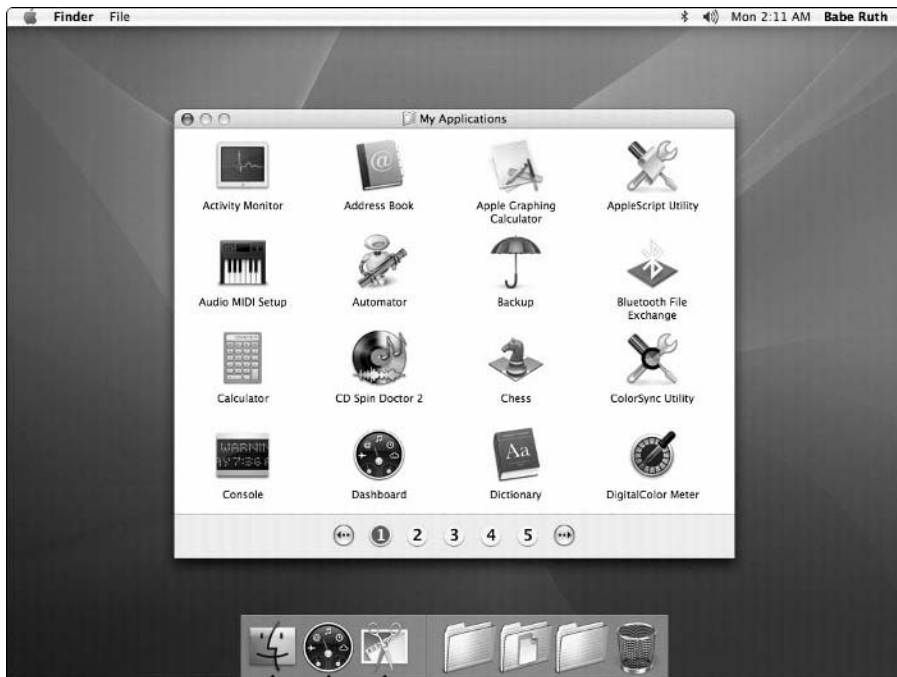 Finder File Mon 2:11 AM Babe Ruth
My Applications
Activity Monitor
Address Book
Apple Graphing
Calculator
AppleScript Utility
Audio MIDI Setup
Automator
Backup
Bluetooth File
Exchange
Calculator
CD Spin Doctor 2
Chess
ColorSync Utility
WARNIN
Console
Dashboard
Aa
Dictionary
DigitalColor Meter
1 2 3 4 5